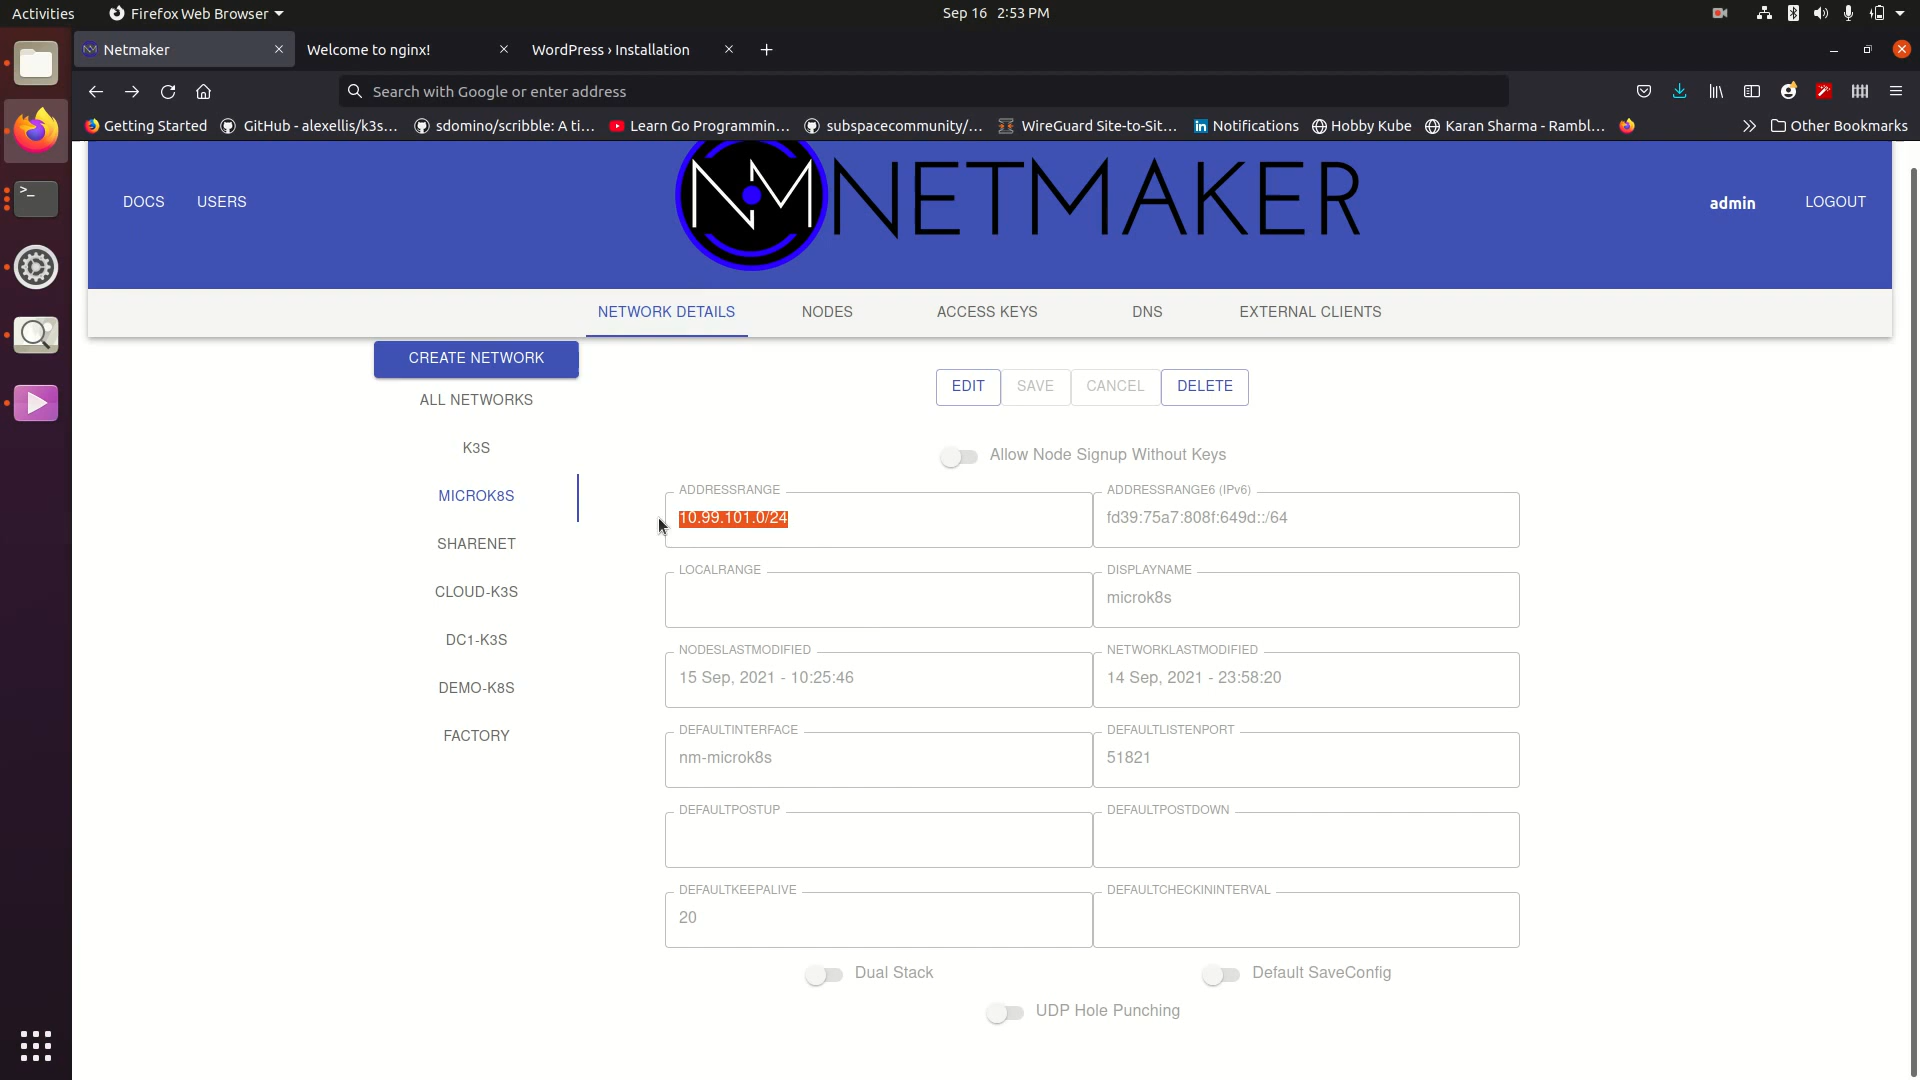 Activities
Firefox Web Browser
Sep 16 2:53 PM
Netmaker
Welcome to nginx!
WordPress › Installation
Search with Google or enter address
Getting Started
GitHub - alexellis/k3s...
sdomino/scribble: A ti...
Learn Go Programmin...
subspacecommunity/...
WireGuard Site-to-Sit...
Notifications
Hobby Kube
Karan Sharma - Rambl...
Other Bookmarks
DOCS
USERS
NM NETMAKER
admin
LOGOUT
NETWORK DETAILS
NODES
ACCESS KEYS
DNS
EXTERNAL CLIENTS
CREATE NETWORK
ALL NETWORKS
K3S
MICROK8S
SHARENET
CLOUD-K3S
DC1-K3S
DEMO-K8S
FACTORY
EDIT
SAVE
CANCEL
DELETE
Allow Node Signup Without Keys
ADDRESSRANGE
10.99.101.0/24
ADDRESSRANGE6 (IPv6)
fd39:75a7:808f:649d::/64
LOCALRANGE
DISPLAYNAME
microk8s
NODESLASTMODIFIED
15 Sep, 2021 - 10:25:46
NETWORKLASTMODIFIED
14 Sep, 2021 - 23:58:20
DEFAULTINTERFACE
nm-microk8s
DEFAULTLISTENPORT
51821
DEFAULTPOSTUP
DEFAULTPOSTDOWN
DEFAULTKEEPALIVE
20
DEFAULTCHECKININTERVAL
Dual Stack
Default SaveConfig
UDP Hole Punching